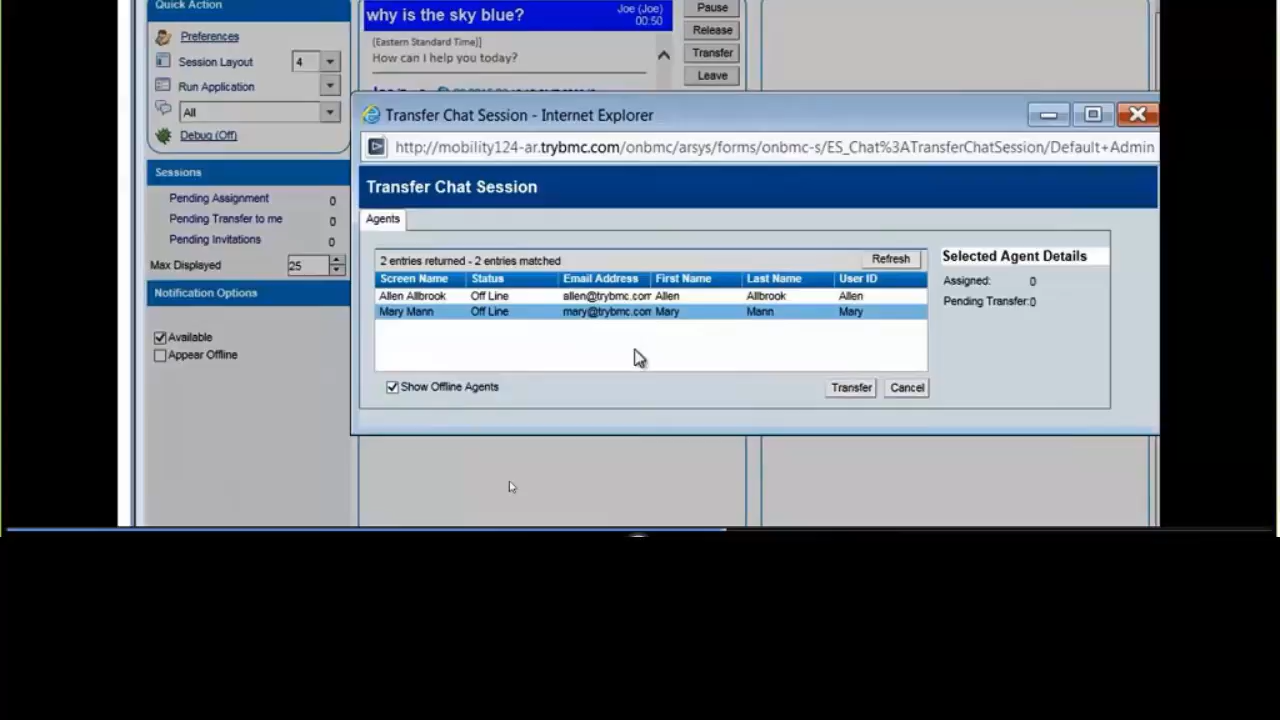 Quick Action
Preferences
Session Layout 4
Run Application
All
Debug (Off)
Sessions
Pending Assignment 0
Pending Transfer to me 0
Pending Invitations 0
Max Displayed 25
Notification Options
Available
Appear Offline
why is the sky blue?
Joe (Joe)
00:50
(Eastern Standard Time)]
How can I help you today?
Pause
Release
Transfer
Leave
Transfer Chat Session - Internet Explorer
http://mobility124-ar.trybmc.com/onbmc/arsys/forms/onbmc-s/ES_Chat%3ATransferChatSession/Default+Admin
Transfer Chat Session
Agents
2 entries returned - 2 entries matched
Refresh
Screen Name Status Email Address First Name Last Name User ID
Allen Allbrook Off Line allen@trybmc.com Allen Allbrook Allen
Mary Mann Off Line mary@trybmc.com Mary Mann Mary
Show Offline Agents
Transfer Cancel
Selected Agent Details
Assigned: 0
Pending Transfer:0